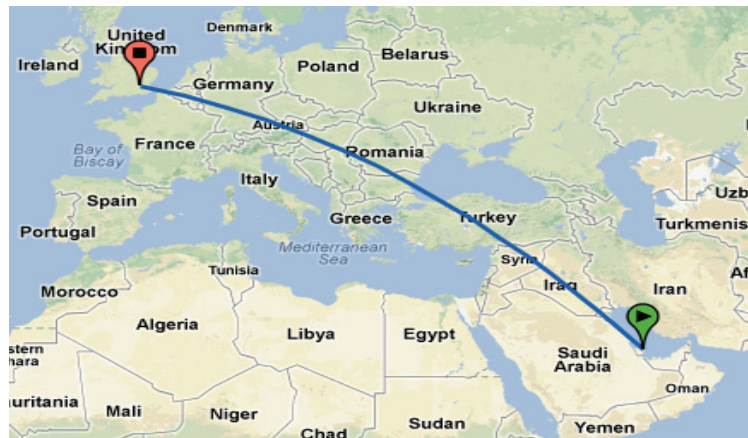 Denmark
United
Kingdom
Ireland
Belarus
Poland
Germany
Ukraine
Austria
France
Bay of
Biscay
Romania
Italy
Uzb
Spain
Turkey
Greece
Portugal
Turkmenis
Mediterranean
Sea
Syria
Tunisia
Af
Iraq
Iran
Morocco
Algeria
Libya
Egypt
Saudi
Arabia
stern
hara
Oman
uritania
Mali
Niger
Sudan
Yemen
Chad